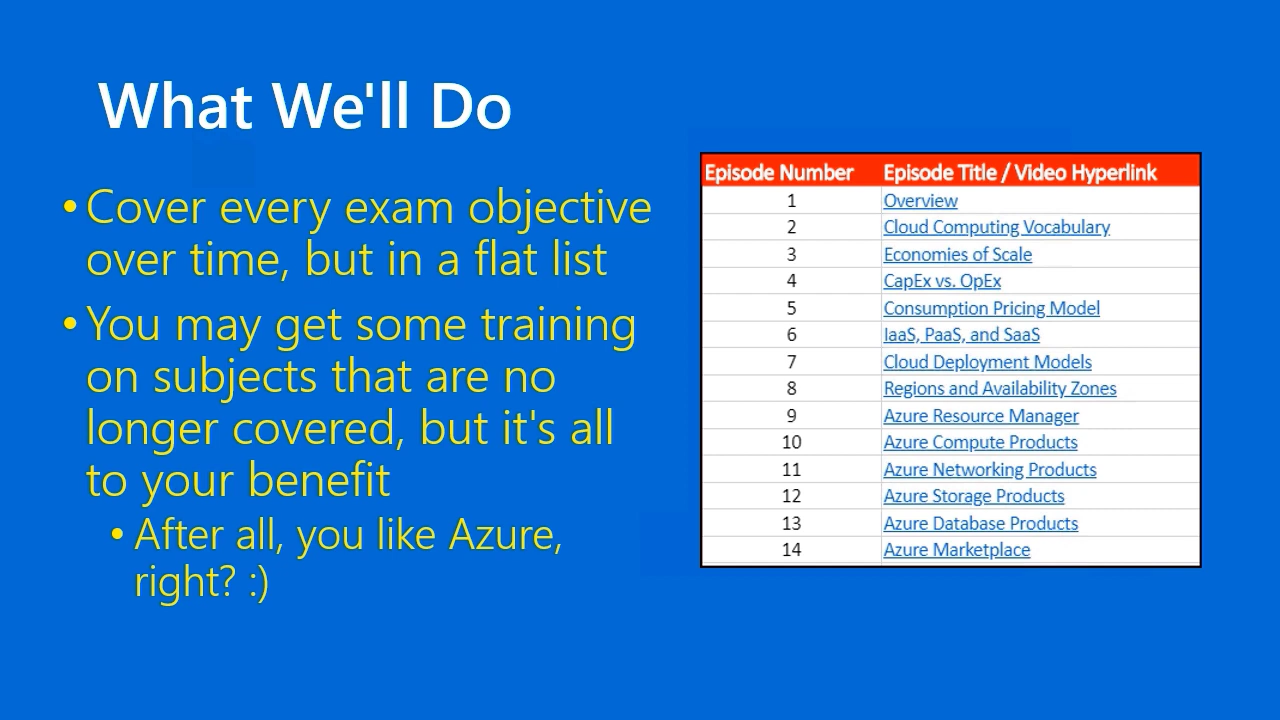 What We'll Do
• Cover every exam objective
over time, but in a flat list
• You may get some training
on subjects that are no
longer covered, but it's all
to your benefit
• After all, you like Azure,
right? :)
Episode Number Episode Title / Video Hyperlink
1 Overview
2 Cloud Computing Vocabulary
3 Economies of Scale
4 CapEx vs. OpEx
5 Consumption Pricing Model
6 IaaS, PaaS, and SaaS
7 Cloud Deployment Models
8 Regions and Availability Zones
9 Azure Resource Manager
10 Azure Compute Products
11 Azure Networking Products
12 Azure Storage Products
13 Azure Database Products
14 Azure Marketplace